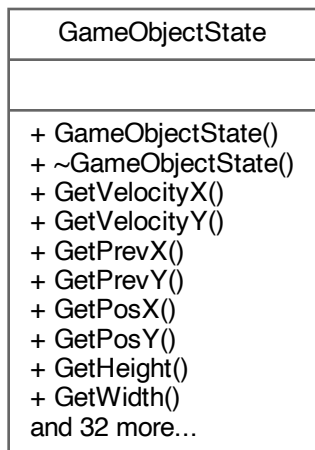 GameObjectState
+ GameObjectState()
+ ~GameObjectState()
+ GetVelocityX()
+ GetVelocityY()
+ GetPrevX()
+ GetPrevY()
+ GetPosX()
+ GetPosY()
+ GetHeight()
+ GetWidth()
and 32 more...